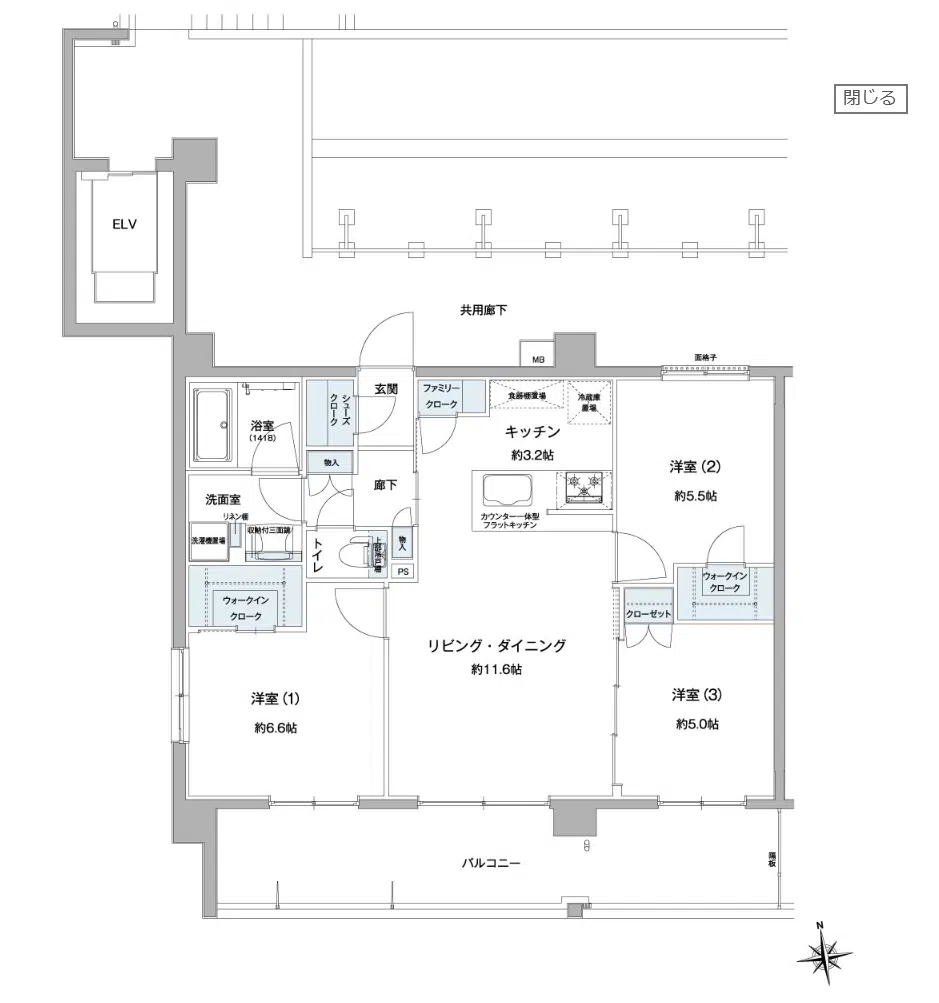 閉じる
ELV
共用廊下
MB
面格子
玄関
シューズ
クローク
ファミリー
クローク
食器棚置場
冷蔵庫
置場
浴室
(1418)
キッチン
約3.2帖
物入
廊下
洋室(2)
約5.5帖
洗面室
リネン棚
カウンター一体型
フラットキッチン
洗濯機置場
収納付三面鏡
トイレ
上部吊戸棚
物入
PS
ウォークイン
クローク
ウォークイン
クローク
クローゼット
リビング・ダイニング
約11.6帖
洋室(1)
約6.6帖
洋室(3)
約5.0帖
バルコニー
隔板
N